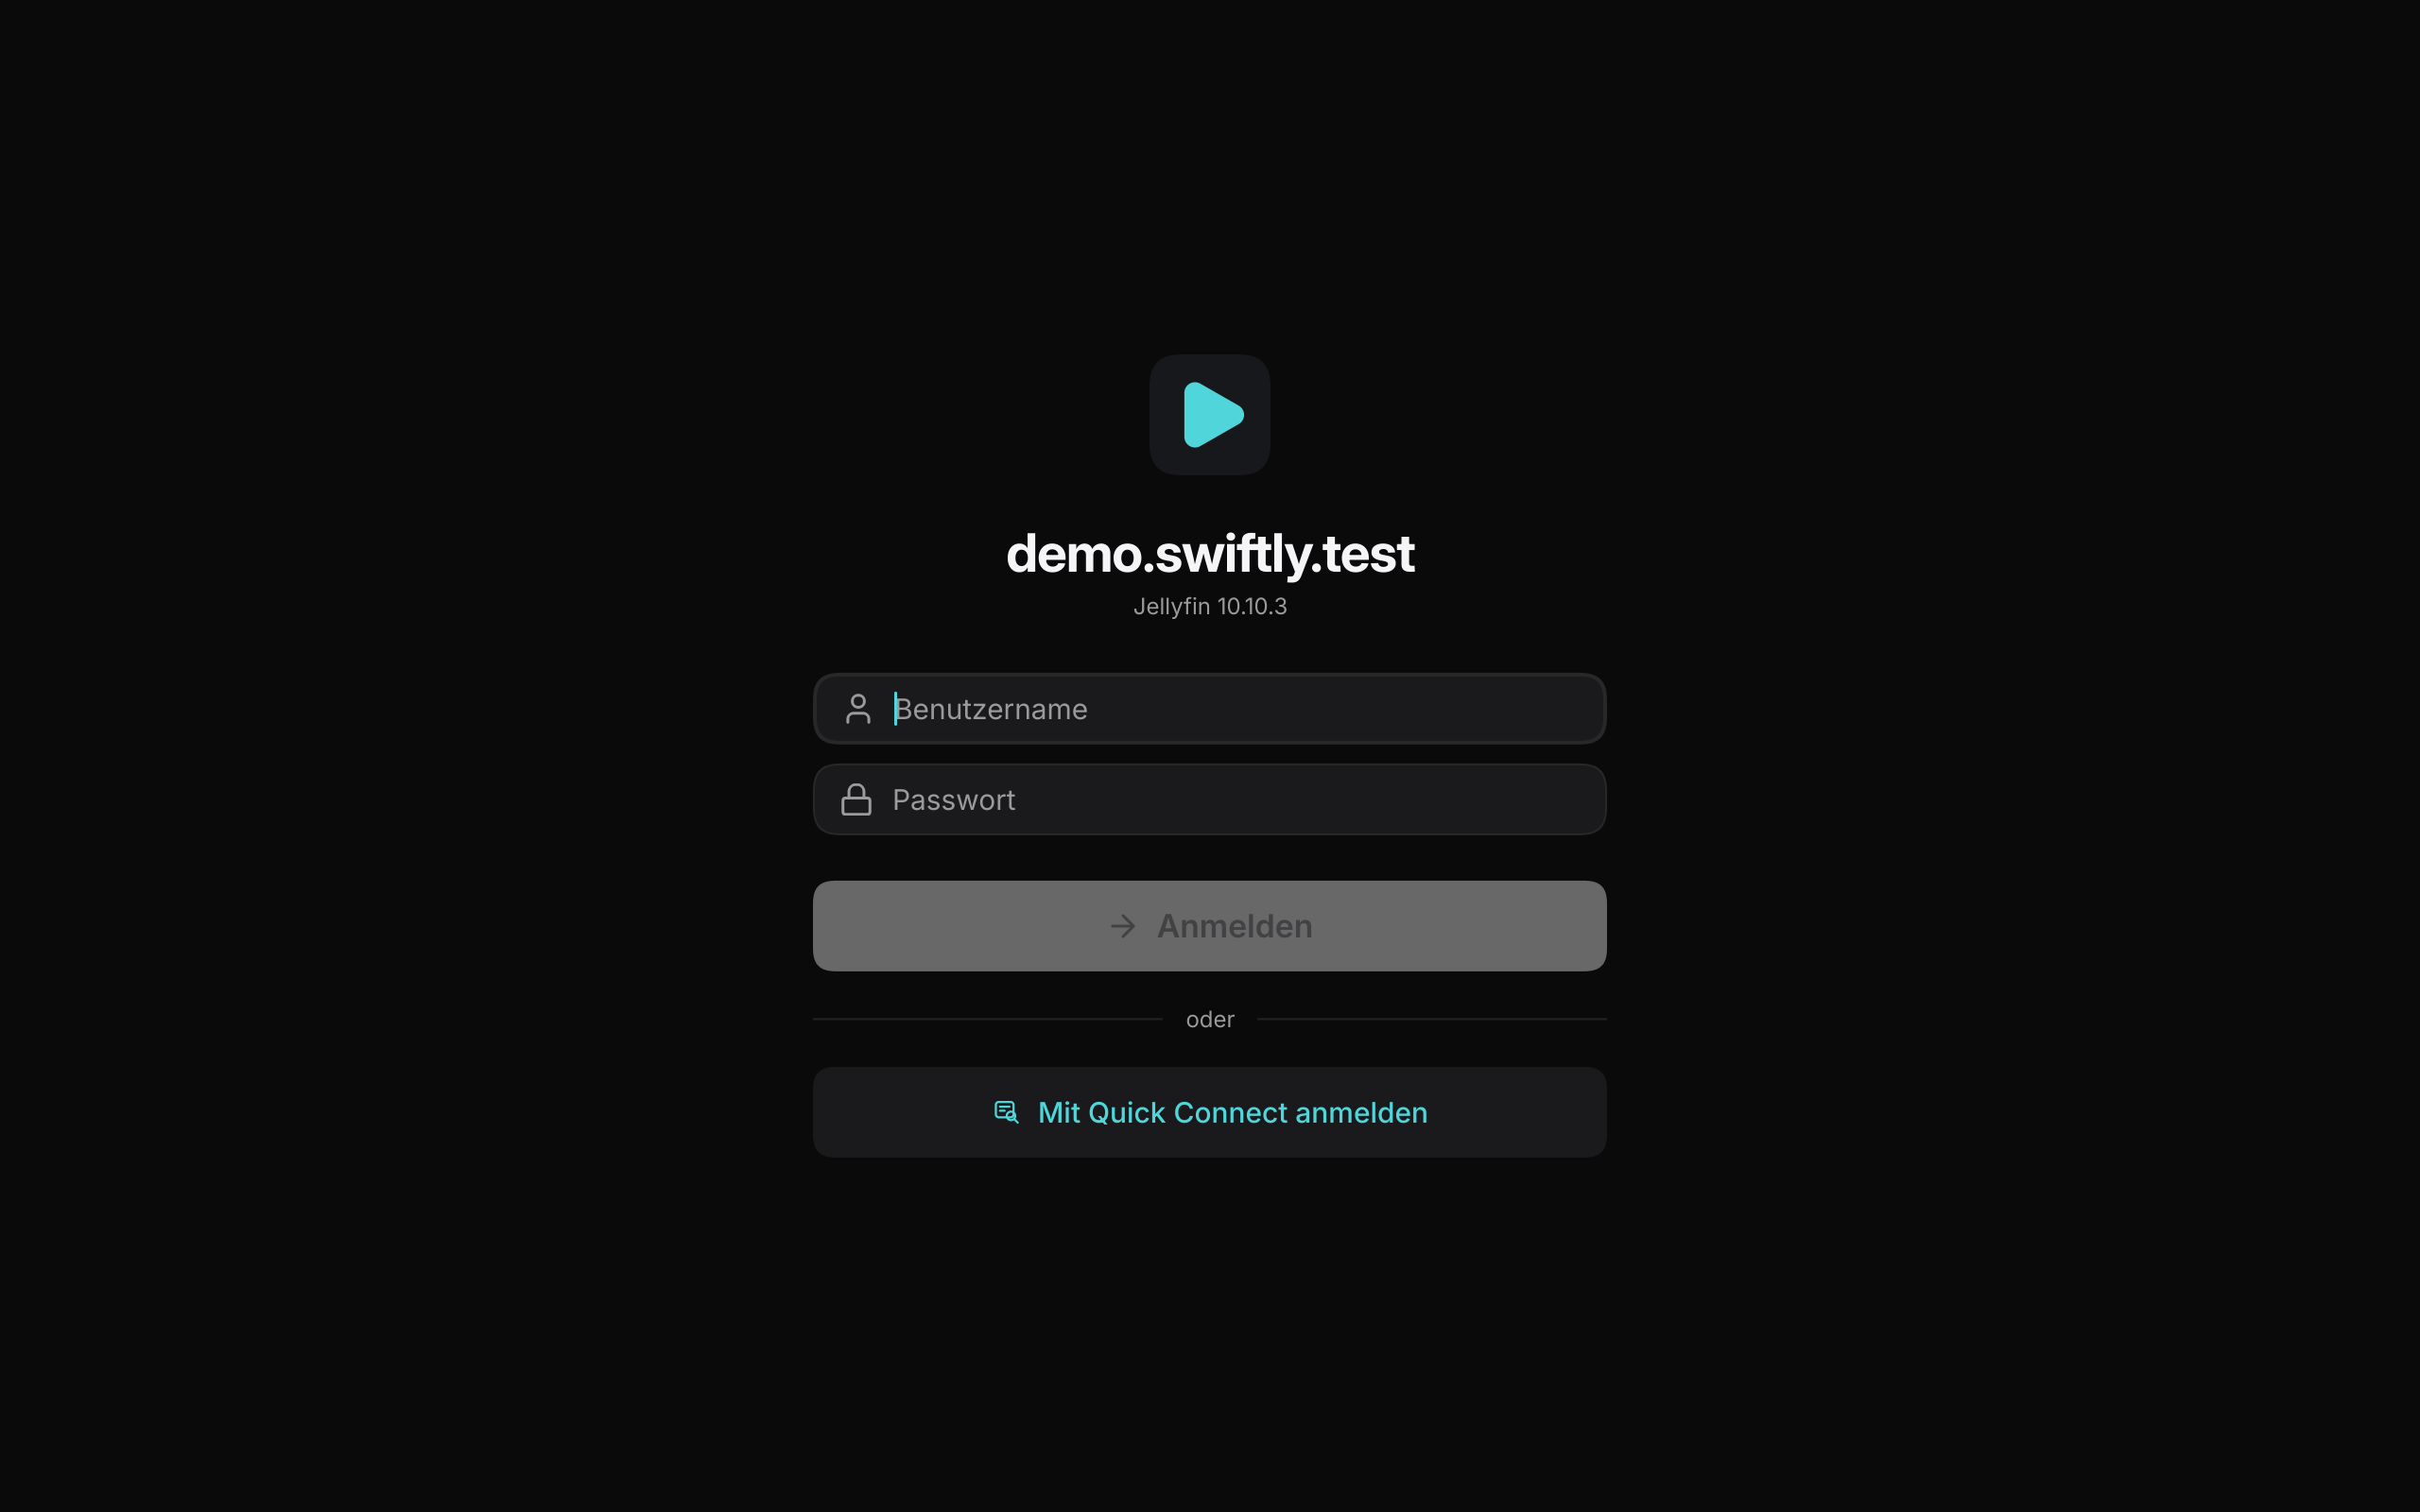 demo.swiftly.test
Jellyfin 10.10.3
Benutzername
Passwort
Anmelden
oder
Mit Quick Connect anmelden